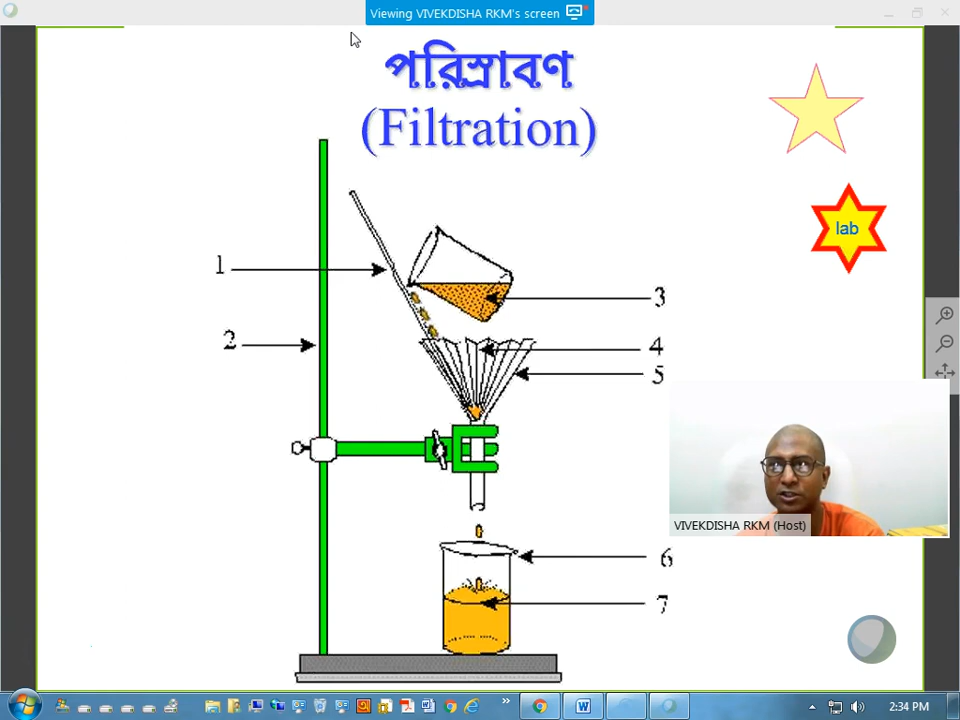 Viewing VIVEKDISHA RKM's screen
পরিস্রাবণ
(Filtration)
lab
1
2
3
4
5
6
7
VIVEKDISHA RKM (Host)
2:34 PM